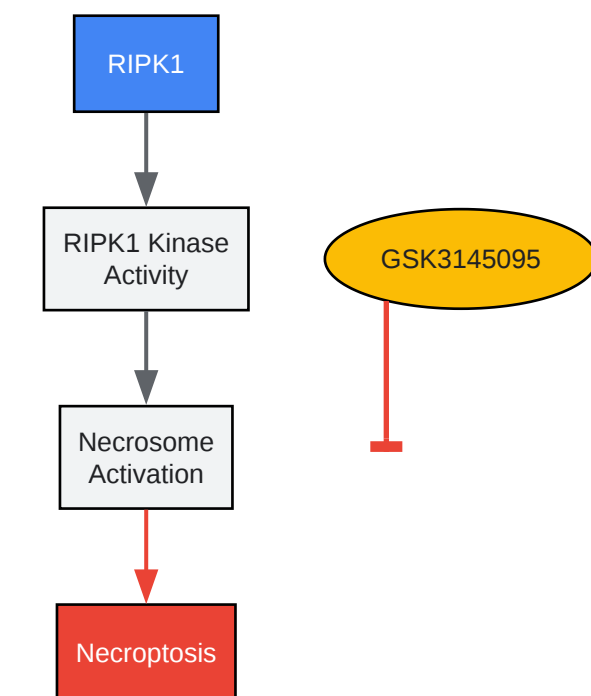 RIPK1
RIPK1 Kinase
Activity
GSK3145095
Necrosome
Activation
Necroptosis